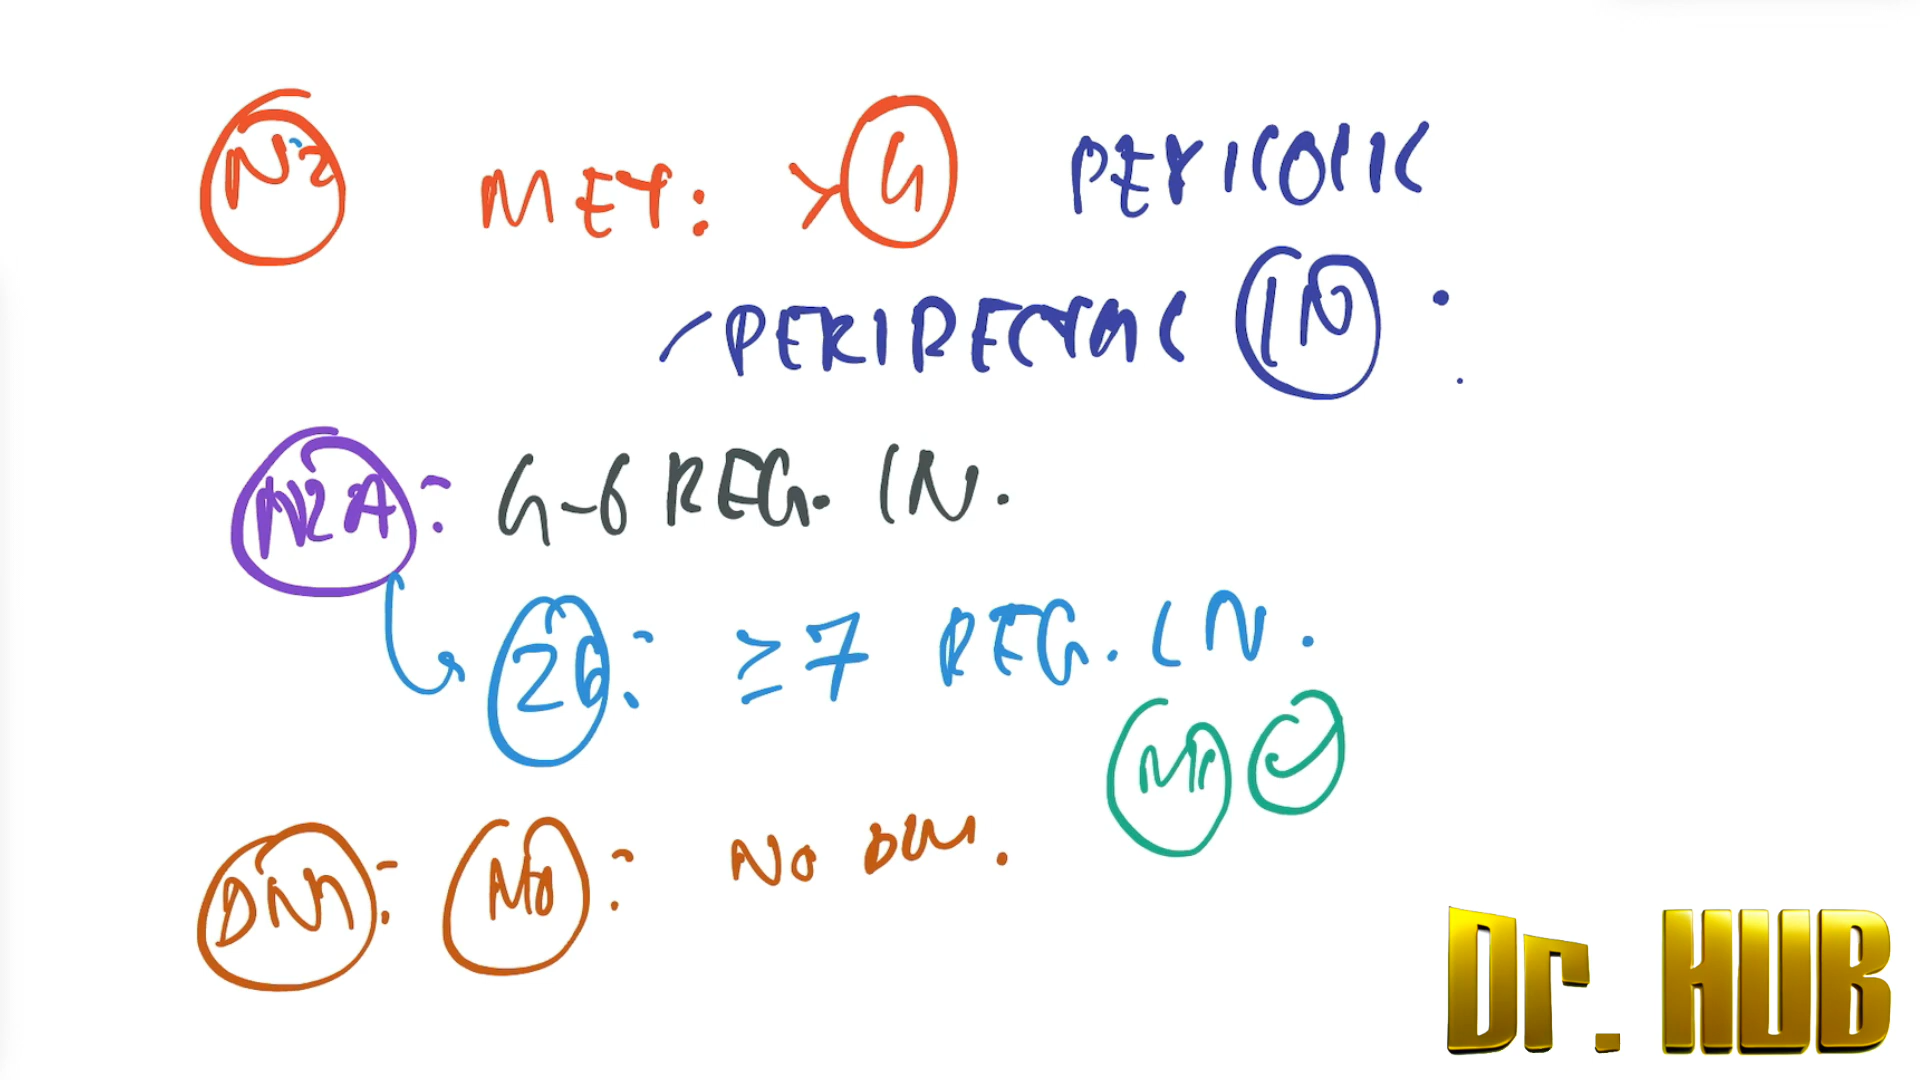 N2 MET: > 4 PERICOLIC
/PERIRECTAL LN :
N2A: 4-6 REG. LN.
2b: ≥7 REG. LN.
M1
DM: M0: NO DM.
Dr. HUB